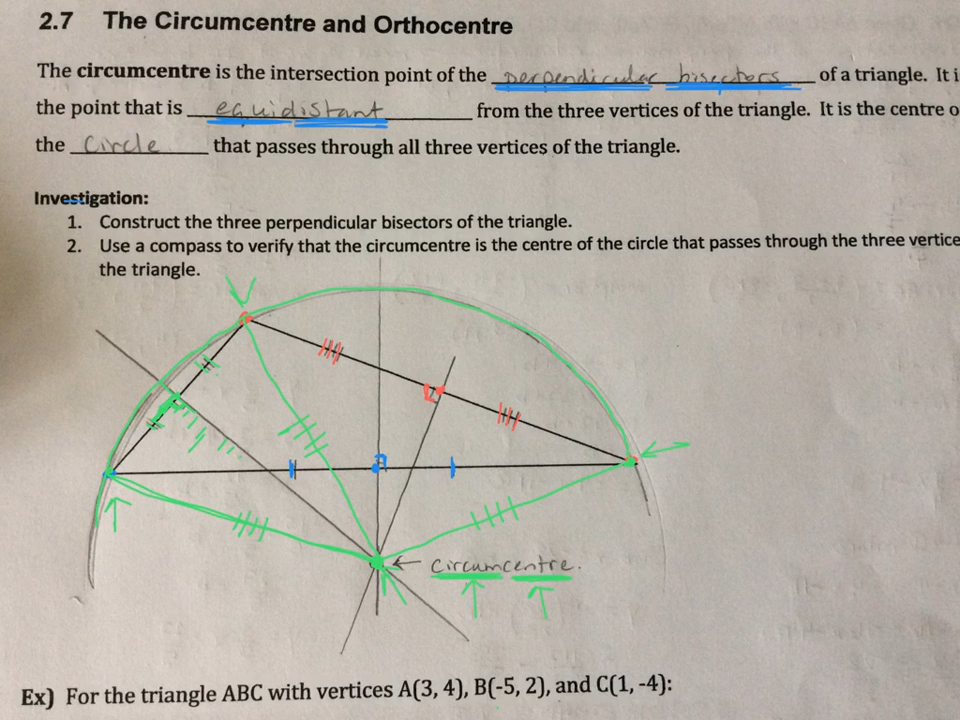 2.7 The Circumcentre and Orthocentre
The circumcentre is the intersection point of the perpendicular bisectors of a triangle. It i
the point that is equidistant from the three vertices of the triangle. It is the centre o
the Circle that passes through all three vertices of the triangle.
Investigation:
1. Construct the three perpendicular bisectors of the triangle.
2. Use a compass to verify that the circumcentre is the centre of the circle that passes through the three vertice
the triangle.
← Circumcentre.
Ex) For the triangle ABC with vertices A(3, 4), B(-5, 2), and C(1, -4):